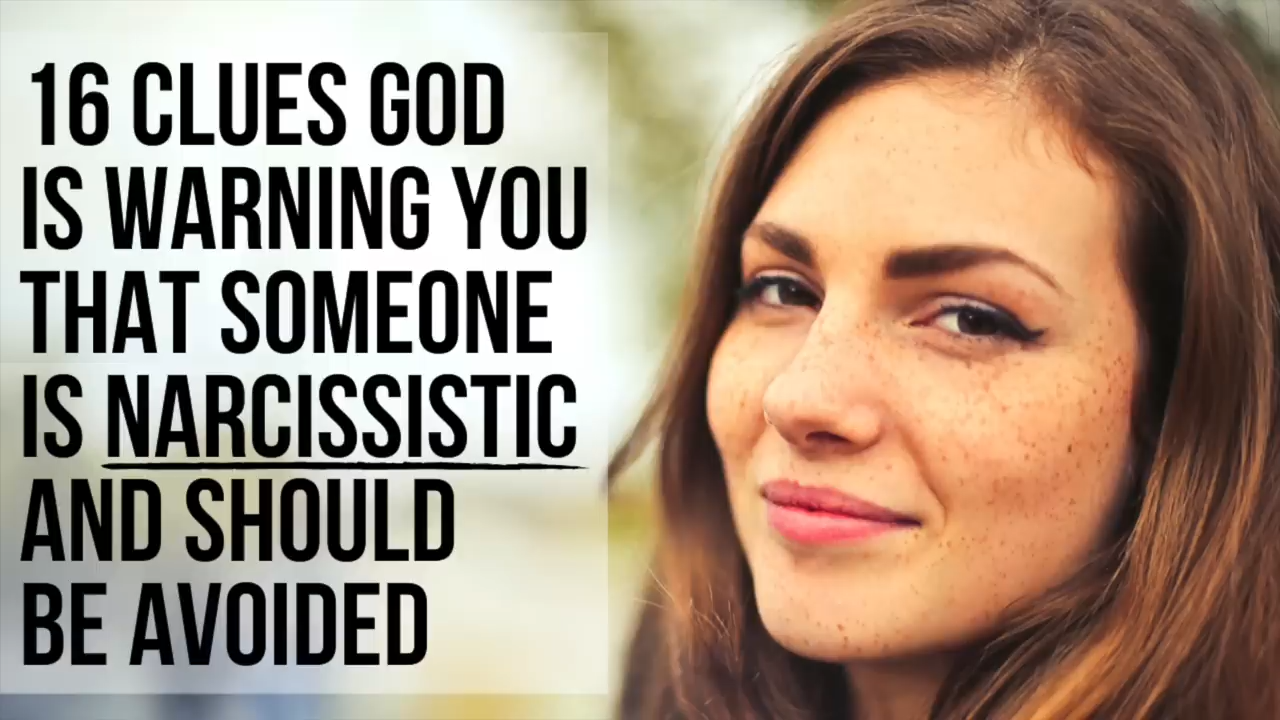 16 CLUES GOD
IS WARNING YOU
THAT SOMEONE
IS NARCISSISTIC
AND SHOULD
BE AVOIDED